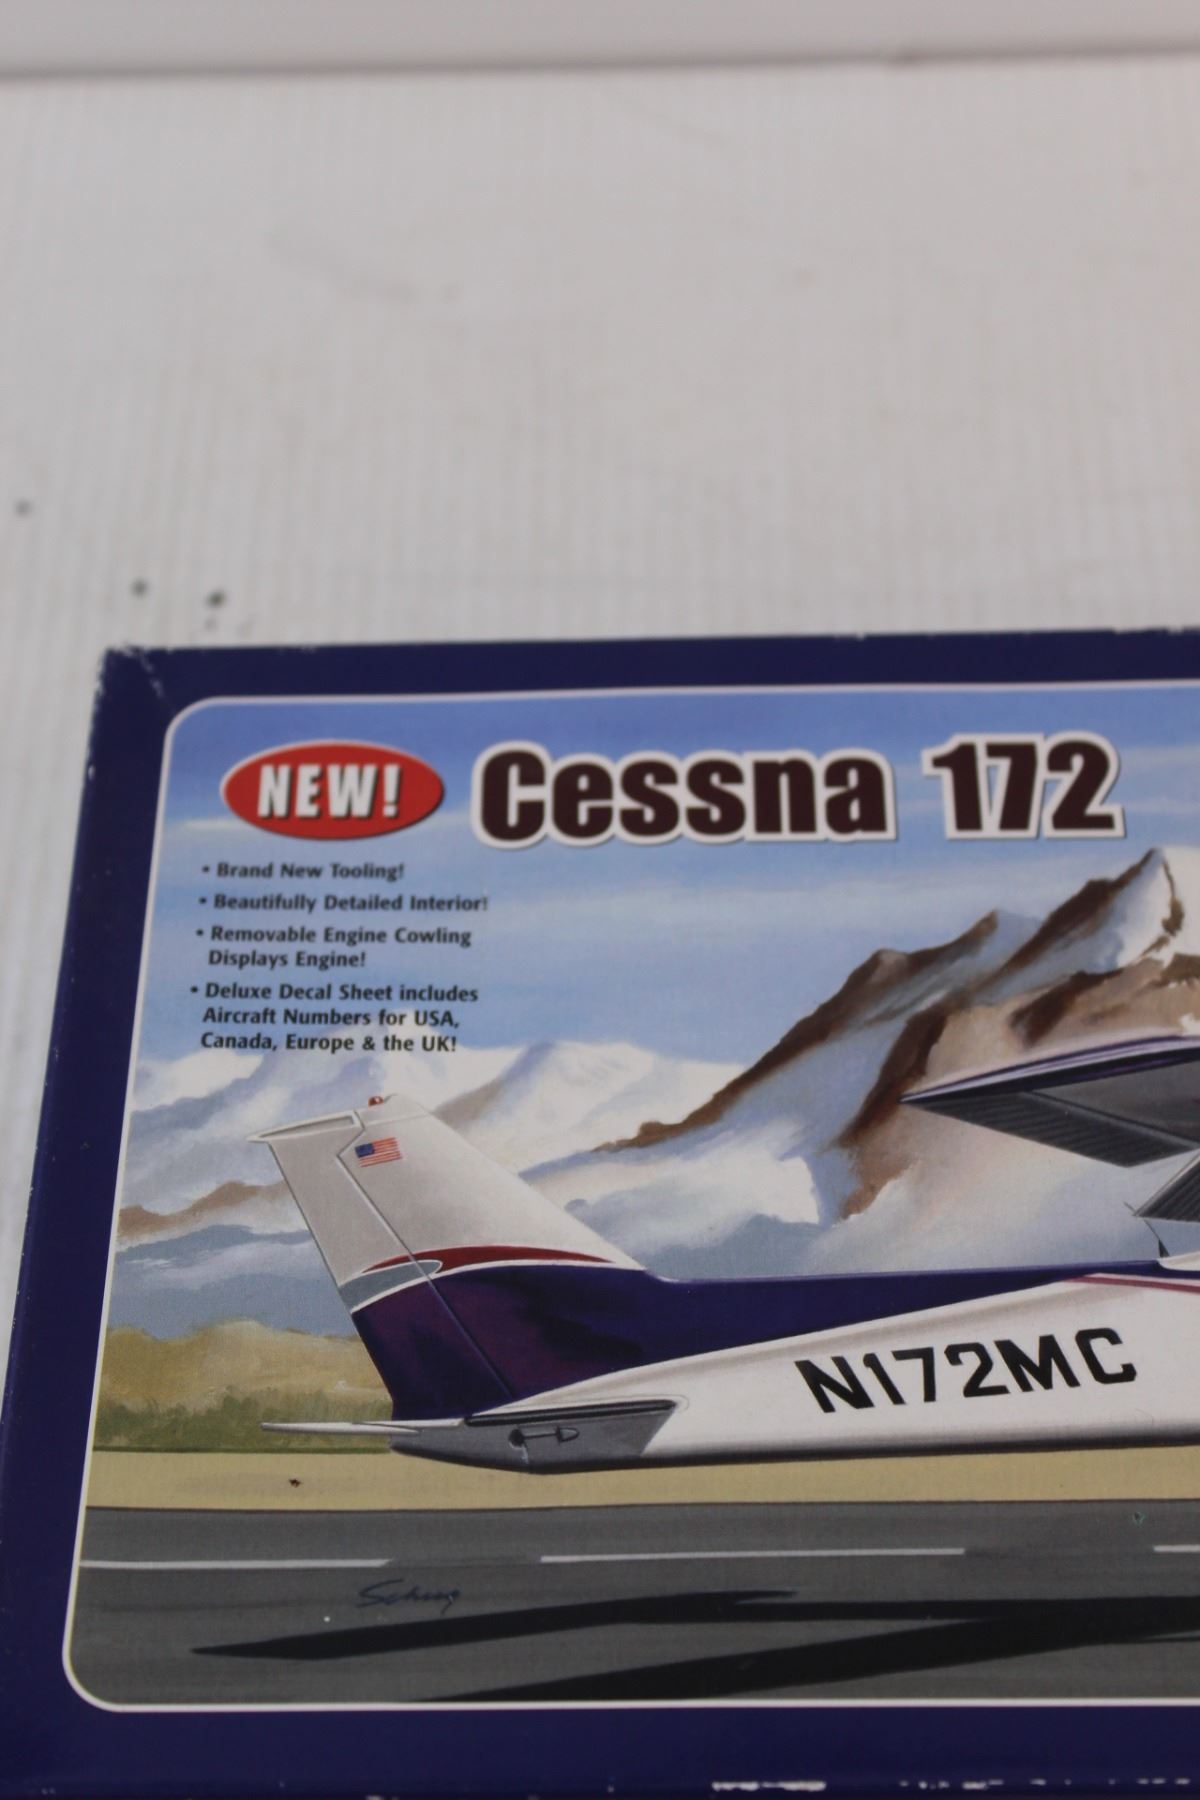 NEW! Cessna 172
• Brand New Tooling!
• Beautifully Detailed Interior!
• Removable Engine Cowling
Displays Engine!
• Deluxe Decal Sheet includes
Aircraft Numbers for USA,
Canada, Europe & the UK!
N172MC